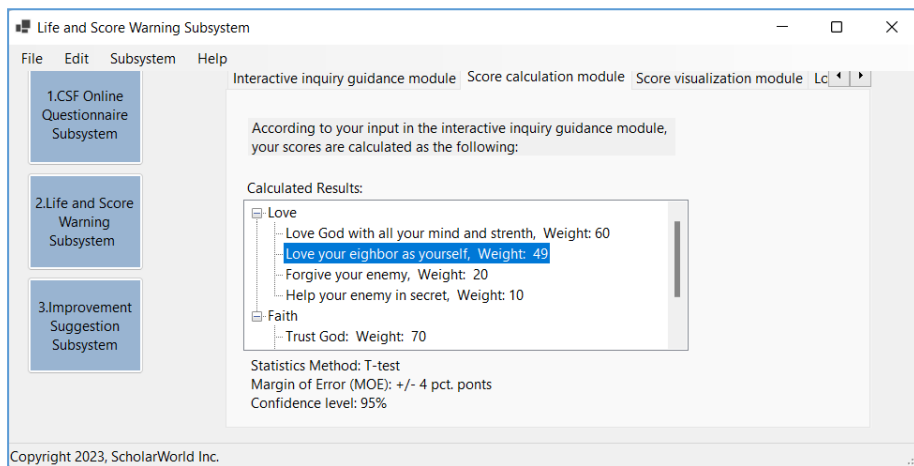 Life and Score Warning Subsystem
File Edit Subsystem Help
1.CSF Online
Questionnaire
Subsystem
2.Life and Score
Warning
Subsystem
3.Improvement
Suggestion
Subsystem
Interactive inquiry guidance module Score calculation module Score visualization module Lc
According to your input in the interactive inquiry guidance module,
your scores are calculated as the following:
Calculated Results:
Love
Love God with all your mind and strenth, Weight: 60
Love your eighbor as yourself, Weight: 49
Forgive your enemy, Weight: 20
Help your enemy in secret, Weight: 10
Faith
Trust God: Weight: 70
Statistics Method: T-test
Margin of Error (MOE): +/- 4 pct. ponts
Confidence level: 95%
Copyright 2023, ScholarWorld Inc.